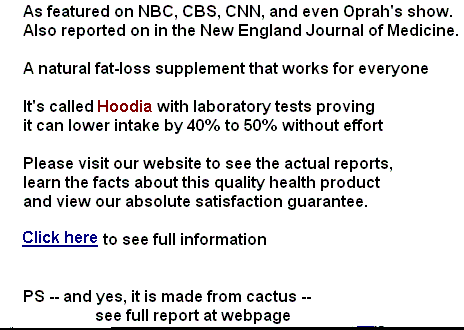 As featured on NBC, CBS, CNN, and even Oprah's show.
Also reported on in the New England Journal of Medicine.
A natural fat-loss supplement that works for everyone
It's called Hoodia with laboratory tests proving
it can lower intake by 40% to 50% without effort
Please visit our website to see the actual reports,
learn the facts about this quality health product
and view our absolute satisfaction guarantee.
Click here to see full information
PS -- and yes, it is made from cactus --
see full report at webpage